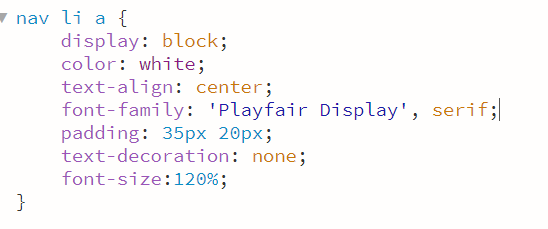 nav li a {
display: block;
color: white;
text-align: center;
font-family: 'Playfair Display', serif;
padding: 35px 20px;
text-decoration: none;
font-size:120%;
}